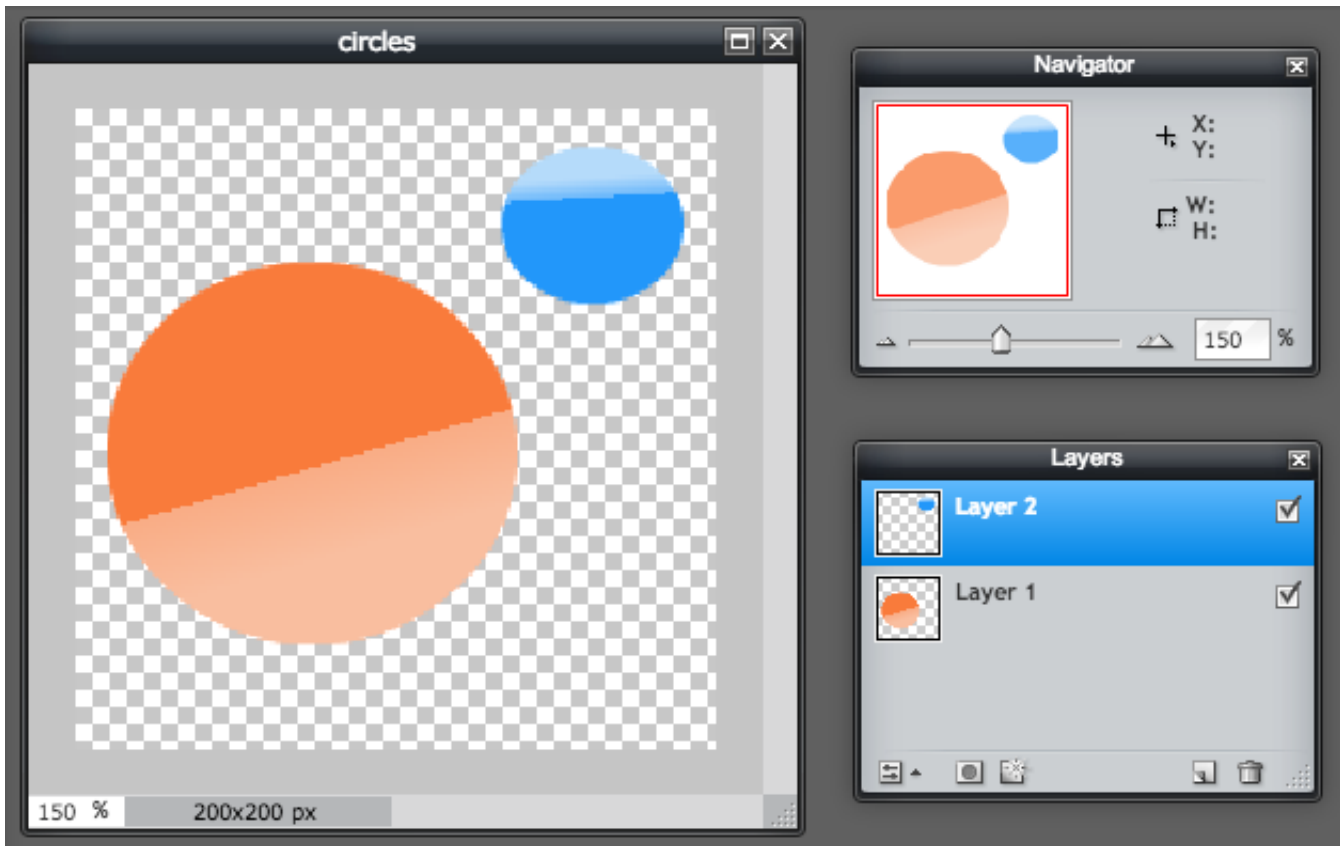 circles
150 % 200x200 px
Navigator
X:
Y:
W:
H:
150 %
Layers
Layer 2
Layer 1